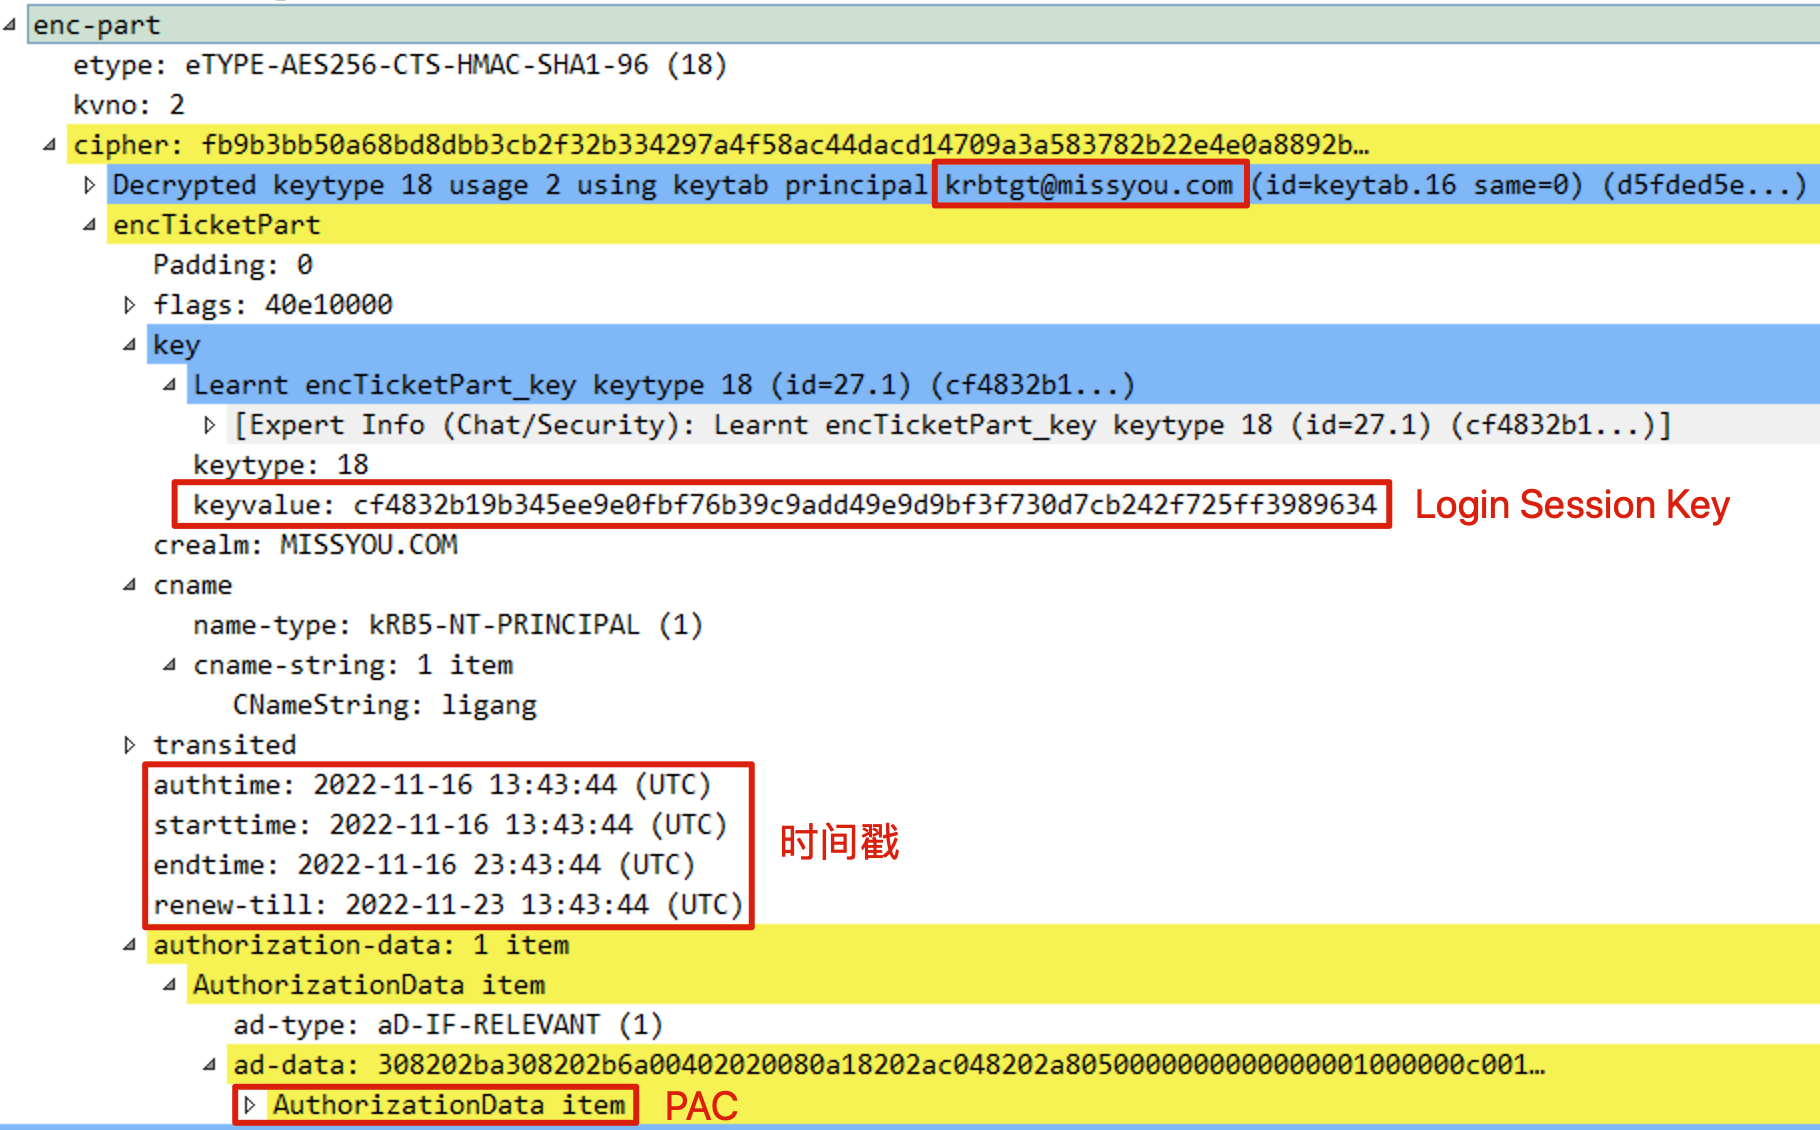 enc-part
etype: eTYPE-AES256-CTS-HMAC-SHA1-96 (18)
kvno: 2
cipher: fb9b3bb50a68bd8dbb3cb2f32b334297a4f58ac44dacd14709a3a583782b22e4e0a8892b…
Decrypted keytype 18 usage 2 using keytab principal krbtgt@missyou.com (id=keytab.16 same=0) (d5fded5e...)
encTicketPart
Padding: 0
flags: 40e10000
key
Learnt encTicketPart_key keytype 18 (id=27.1) (cf4832b1...)
[Expert Info (Chat/Security): Learnt encTicketPart_key keytype 18 (id=27.1) (cf4832b1...)]
keytype: 18
keyvalue: cf4832b19b345ee9e0fbf76b39c9add49e9d9bf3f730d7cb242f725ff3989634 Login Session Key
crealm: MISSYOU.COM
cname
name-type: kRB5-NT-PRINCIPAL (1)
cname-string: 1 item
CNameString: ligang
transited
authtime: 2022-11-16 13:43:44 (UTC)
starttime: 2022-11-16 13:43:44 (UTC)
时间戳
endtime: 2022-11-16 23:43:44 (UTC)
renew-till: 2022-11-23 13:43:44 (UTC)
authorization-data: 1 item
AuthorizationData item
ad-type: aD-IF-RELEVANT (1)
ad-data: 308202ba308202b6a00402020080a18202ac048202a8050000000000000001000000c001…
AuthorizationData item PAC